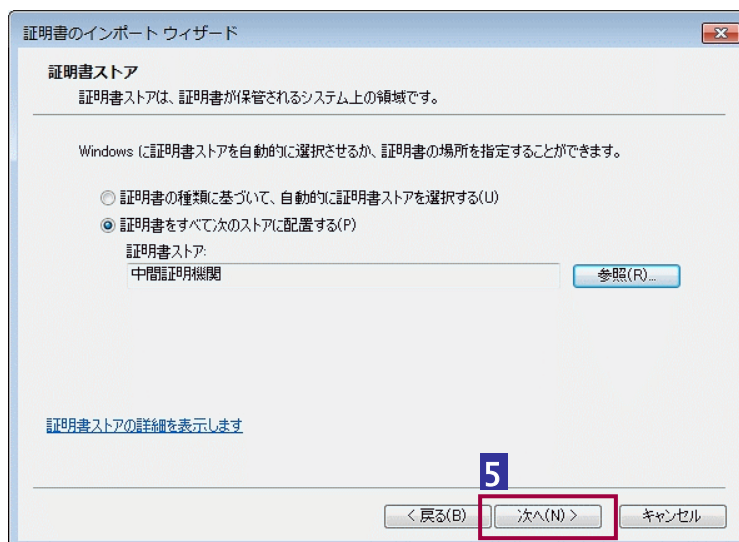 証明書のインポート ウィザード
証明書ストア
証明書ストアは、証明書が保管されるシステム上の領域です。
Windows に証明書ストアを自動的に選択させるか、証明書の場所を指定することができます。
証明書の種類に基づいて、自動的に証明書ストアを選択する(U)
証明書をすべて次のストアに配置する(P)
証明書ストア:
中間証明機関
参照(R)...
証明書ストアの詳細を表示します
5
< 戻る(B)
次へ(N) >
キャンセル